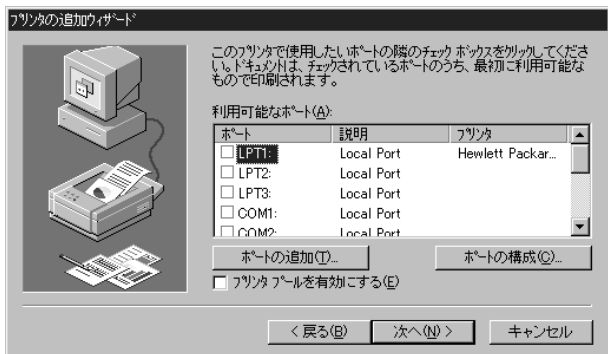 プリンタの追加ウィザード
このプリンタで使用したいポートの隣のチェック ボックスをクリックしてくださ
い。ドキュメントは、チェックされているポートのうち、最初に利用可能な
もので印刷されます。
利用可能なポート(A):
ポート 説明 プリンタ
LPT1: Local Port Hewlett Packar...
LPT2: Local Port
LPT3: Local Port
COM1: Local Port
COM2: Local Port
ポートの追加(T)... ポートの構成(C)...
プリンタ プールを有効にする(E)
< 戻る(B) 次へ(N) > キャンセル